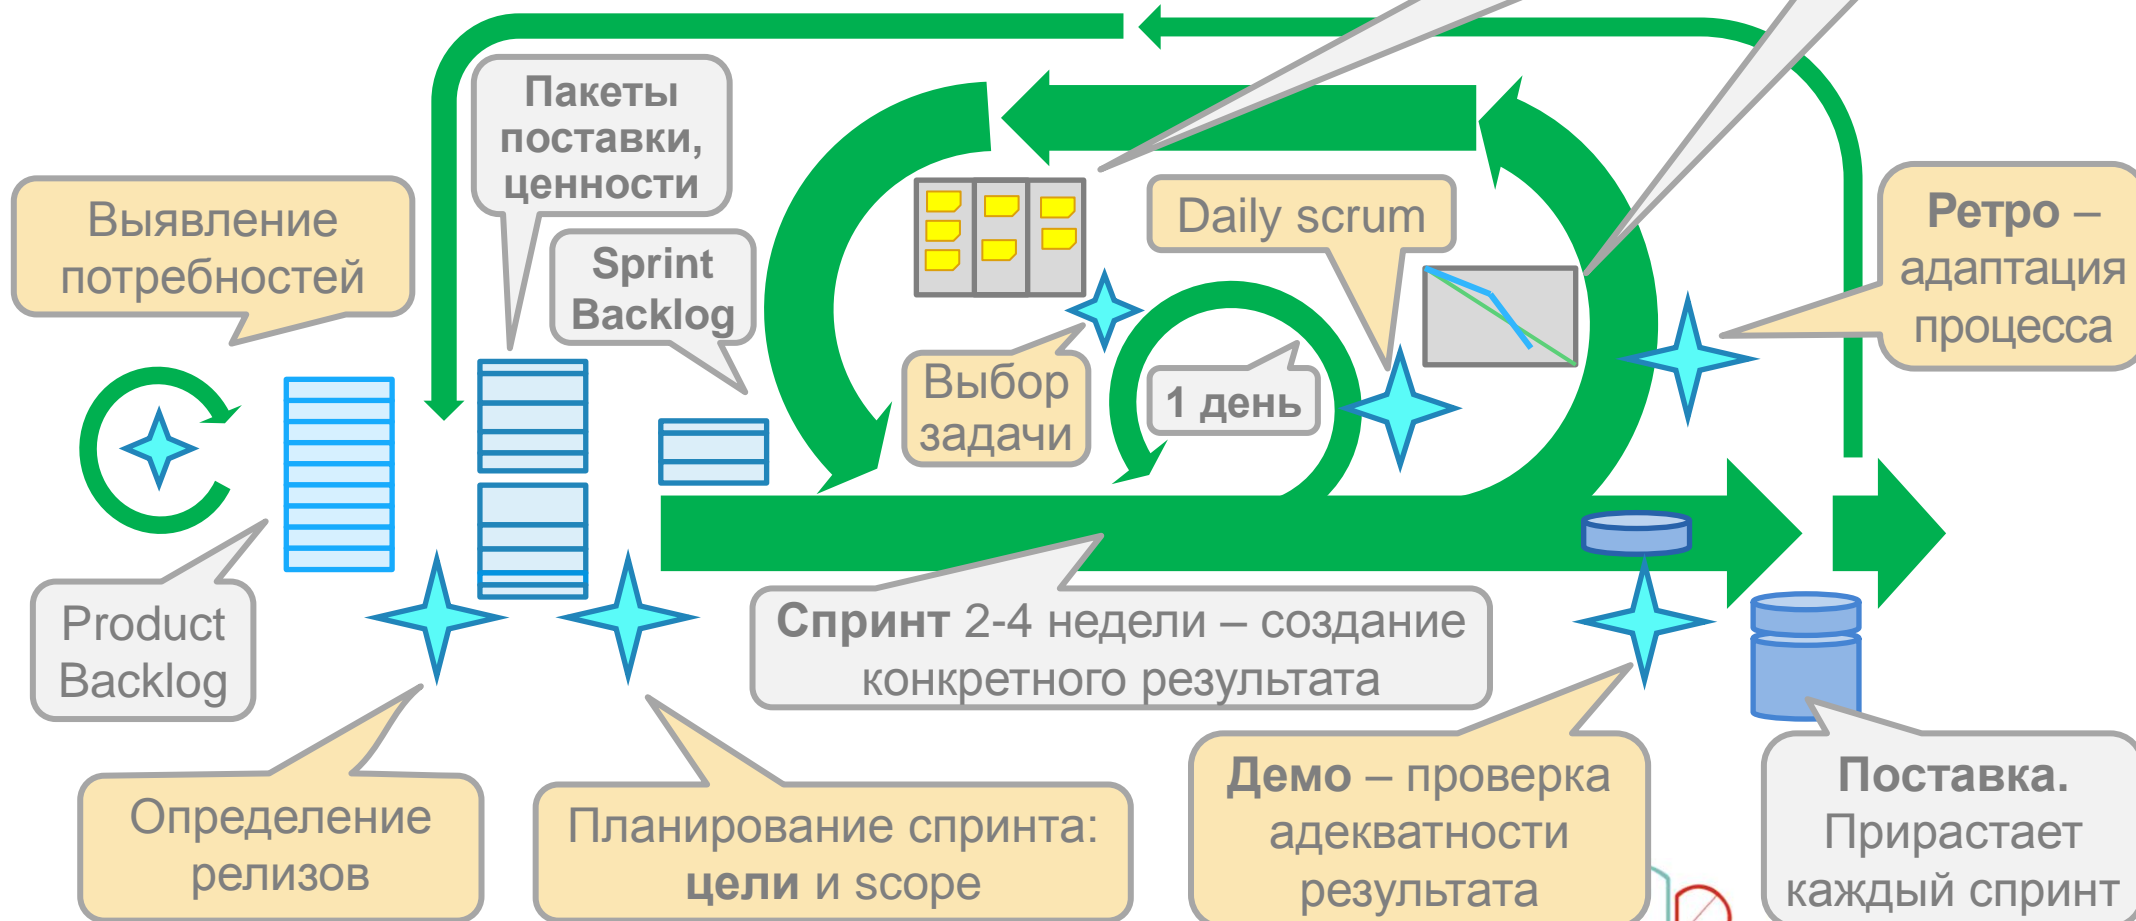 Пакеты
поставки,
ценности
Выявление
потребностей
Sprint
Backlog
Daily scrum
Ретро –
адаптация
процесса
Выбор
задачи
1 день
Product
Backlog
Спринт 2-4 недели – создание
конкретного результата
Определение
релизов
Планирование спринта:
цели и scope
Демо – проверка
адекватности
результата
Поставка.
Прирастает
каждый спринт